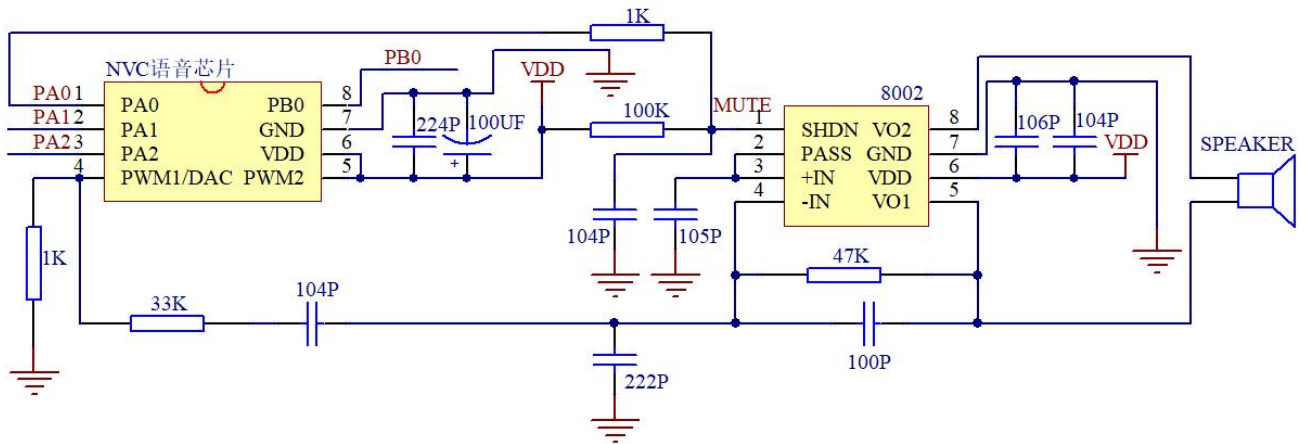 1K
NVC语音芯片
PB0
VDD
8002
PA0 1
PA0
PB0
8
PA1 2
PA1
GND
7
224P
100UF
+
100K
MUTE
1
SHDN
VO2
8
106P
104P
VDD
SPEAKER
PA2 3
PA2
VDD
6
2
PASS
GND
7
4
PWM1/DAC
PWM2
5
3
+IN
VDD
6
4
-IN
VO1
5
104P
105P
1K
47K
33K
104P
100P
222P